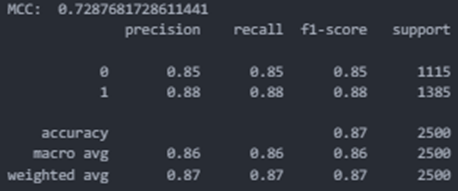 MCC: 0.7287681728611441
precision recall f1-score support
0 0.85 0.85 0.85 1115
1 0.88 0.88 0.88 1385
accuracy 0.87 2500
macro avg 0.86 0.86 0.86 2500
weighted avg 0.87 0.87 0.87 2500